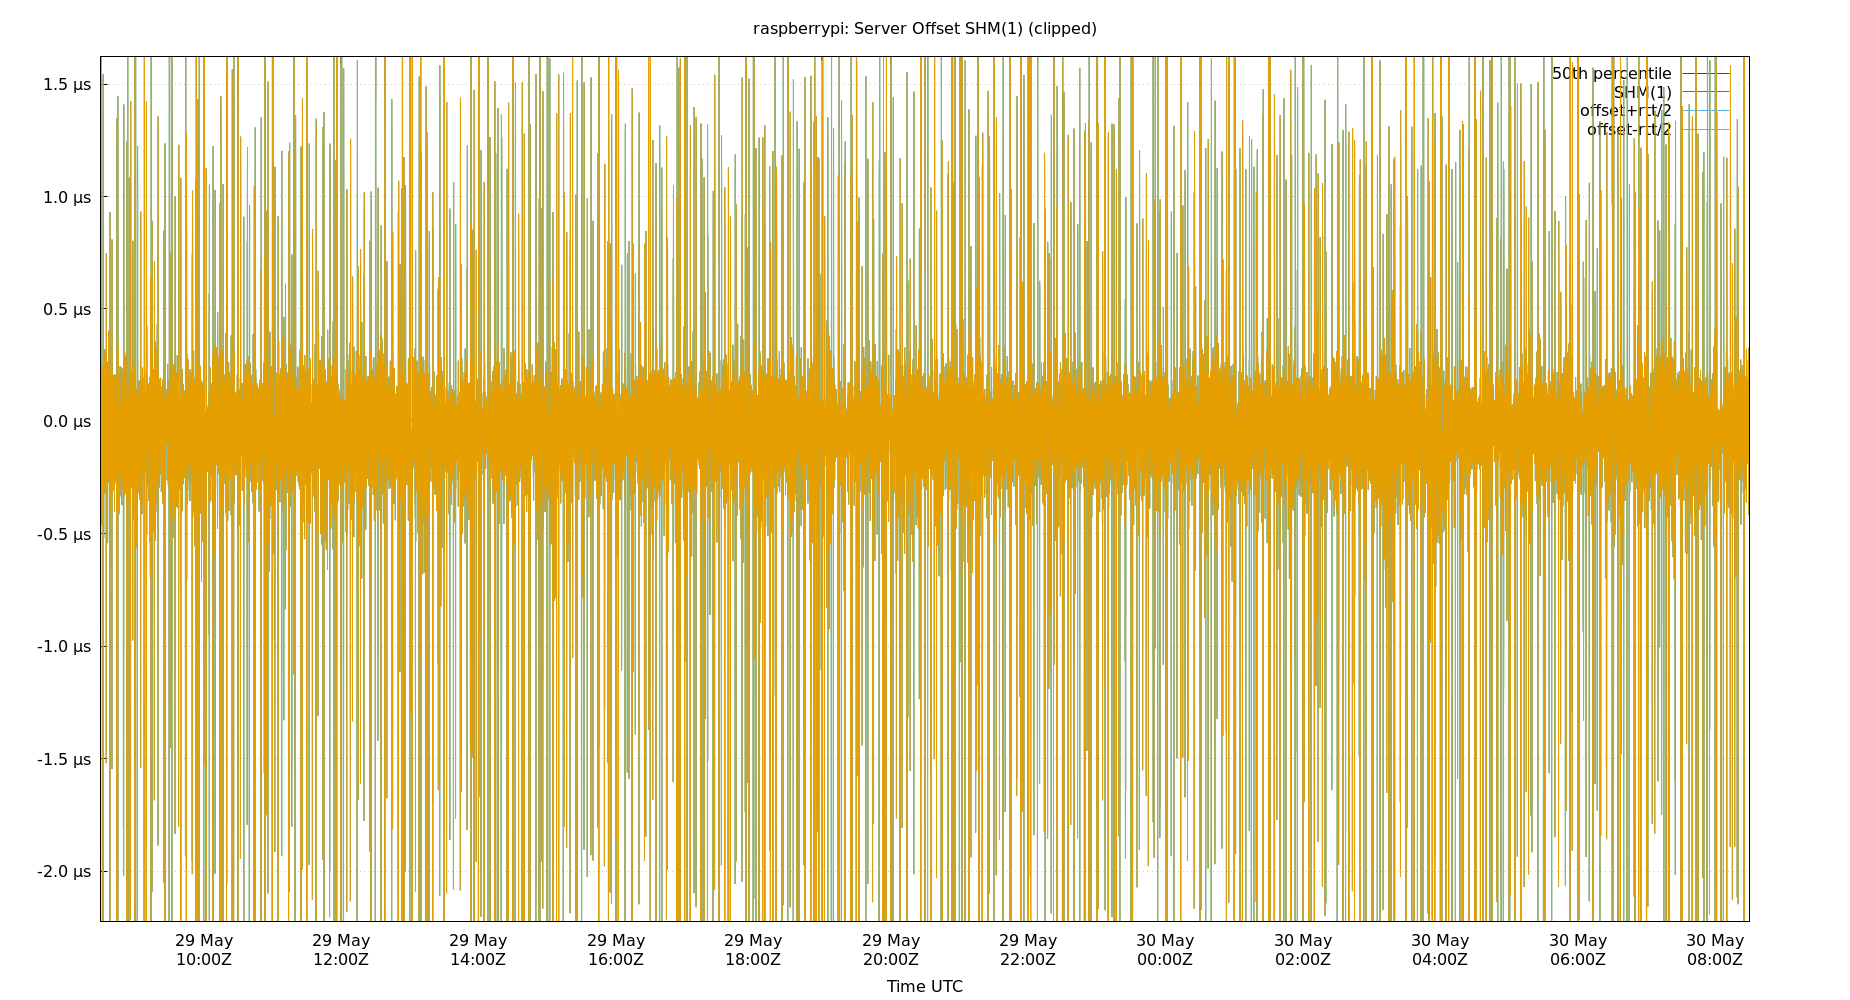 raspberrypi: Server Offset SHM(1) (clipped)
50th percentile
SHM(1)
offset+rtt/2
offset-rtt/2
1.5 µs
1.0 µs
0.5 µs
0.0 µs
-0.5 µs
-1.0 µs
-1.5 µs
-2.0 µs
29 May 29 May 29 May 29 May 29 May 29 May 29 May 30 May 30 May 30 May 30 May 30 May
10:00Z 12:00Z 14:00Z 16:00Z 18:00Z 20:00Z 22:00Z 00:00Z 02:00Z 04:00Z 06:00Z 08:00Z
Time UTC